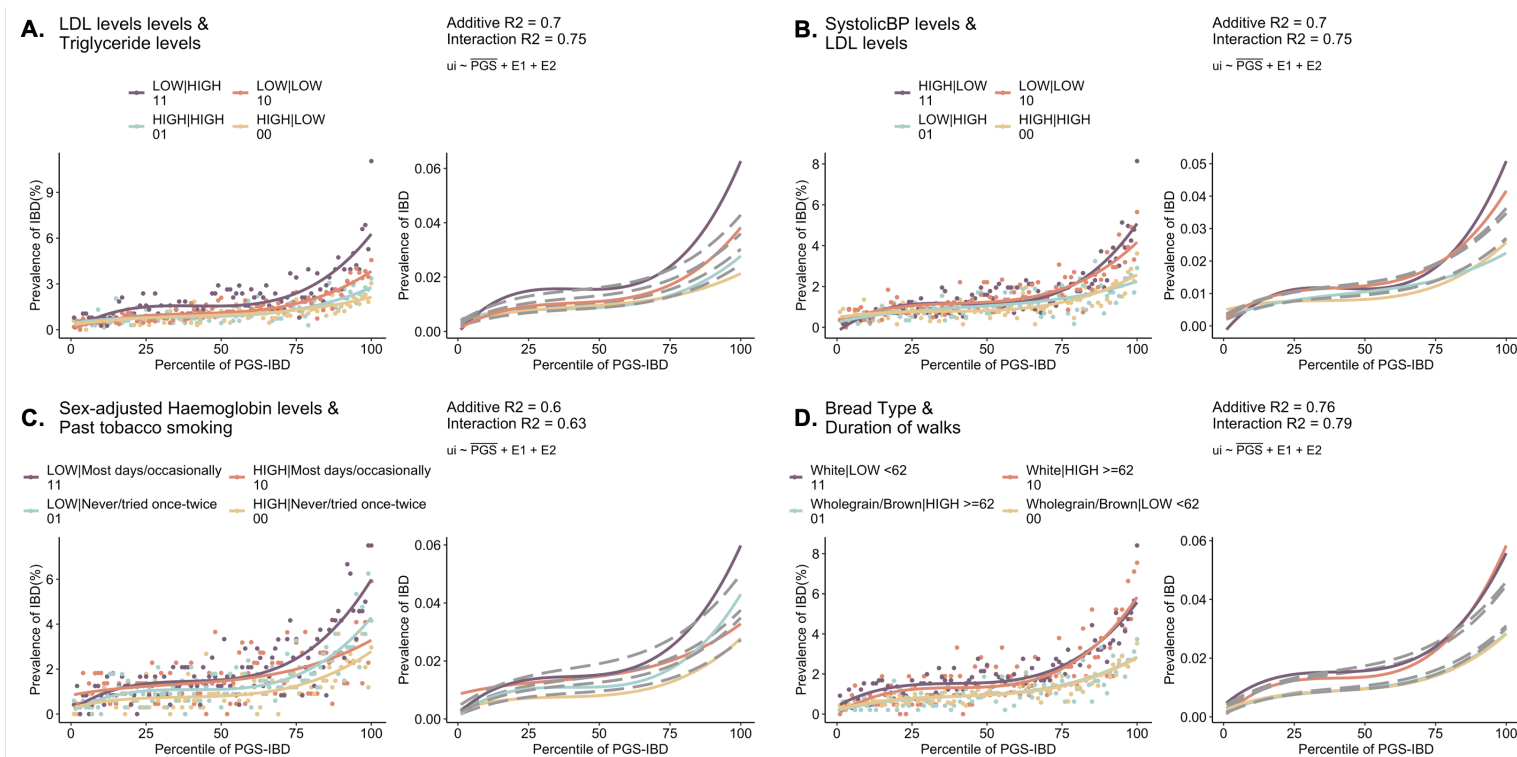 A. LDL levels levels &
Triglyceride levels
Additive R2 = 0.7
Interaction R2 = 0.75
ui ~ PGS + E1 + E2
LOW|HIGH
11
LOW|LOW
10
HIGH|HIGH
01
HIGH|LOW
00
Prevalence of IBD(%)
9
6
3
0
0 25 50 75 100
Percentile of PGS-IBD
Prevalence of IBD
0.06
0.04
0.02
0.00
0 25 50 75 100
Percentile of PGS-IBD
B. SystolicBP levels &
LDL levels
Additive R2 = 0.7
Interaction R2 = 0.75
ui ~ PGS + E1 + E2
HIGH|LOW
11
LOW|LOW
10
LOW|HIGH
01
HIGH|HIGH
00
Prevalence of IBD(%)
8
6
4
2
0
0 25 50 75 100
Percentile of PGS-IBD
Prevalence of IBD
0.05
0.04
0.03
0.02
0.01
0.00
0 25 50 75 100
Percentile of PGS-IBD
C. Sex-adjusted Haemoglobin levels &
Past tobacco smoking
Additive R2 = 0.6
Interaction R2 = 0.63
ui ~ PGS + E1 + E2
LOW|Most days/occasionally
11
HIGH|Most days/occasionally
10
LOW|Never/tried once-twice
01
HIGH|Never/tried once-twice
00
Prevalence of IBD(%)
6
4
2
0
0 25 50 75 100
Percentile of PGS-IBD
Prevalence of IBD
0.06
0.04
0.02
0.00
0 25 50 75 100
Percentile of PGS-IBD
D. Bread Type &
Duration of walks
Additive R2 = 0.76
Interaction R2 = 0.79
ui ~ PGS + E1 + E2
White|LOW <62
11
White|HIGH >=62
10
Wholegrain/Brown|HIGH >=62
01
Wholegrain/Brown|LOW <62
00
Prevalence of IBD(%)
8
6
4
2
0
0 25 50 75 100
Percentile of PGS-IBD
Prevalence of IBD
0.06
0.04
0.02
0.00
0 25 50 75 100
Percentile of PGS-IBD